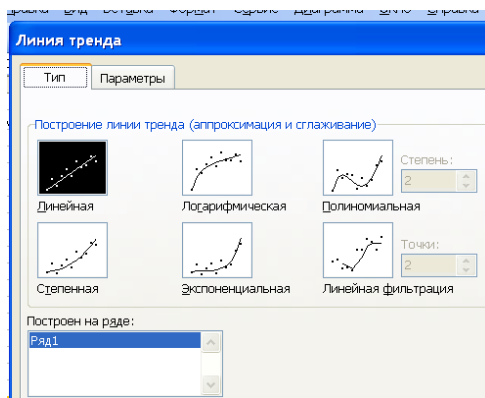 Линия тренда
Тип Параметры
Построение линии тренда (аппроксимация и сглаживание)
Степень:
2
Линейная Логарифмическая Полиномиальная
Точки:
2
Степенная Экспоненциальная Линейная фильтрация
Построен на ряде:
Ряд1